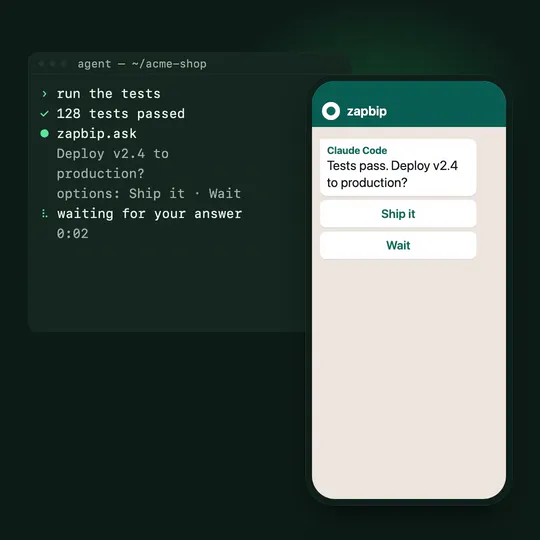 agent — ~/acme-shop
› run the tests
✓ 128 tests passed
● zapbip.ask
Deploy v2.4 to
production?
options: Ship it · Wait
waiting for your answer
0:02
zapbip
Claude Code
Tests pass. Deploy v2.4
to production?
Ship it
Wait